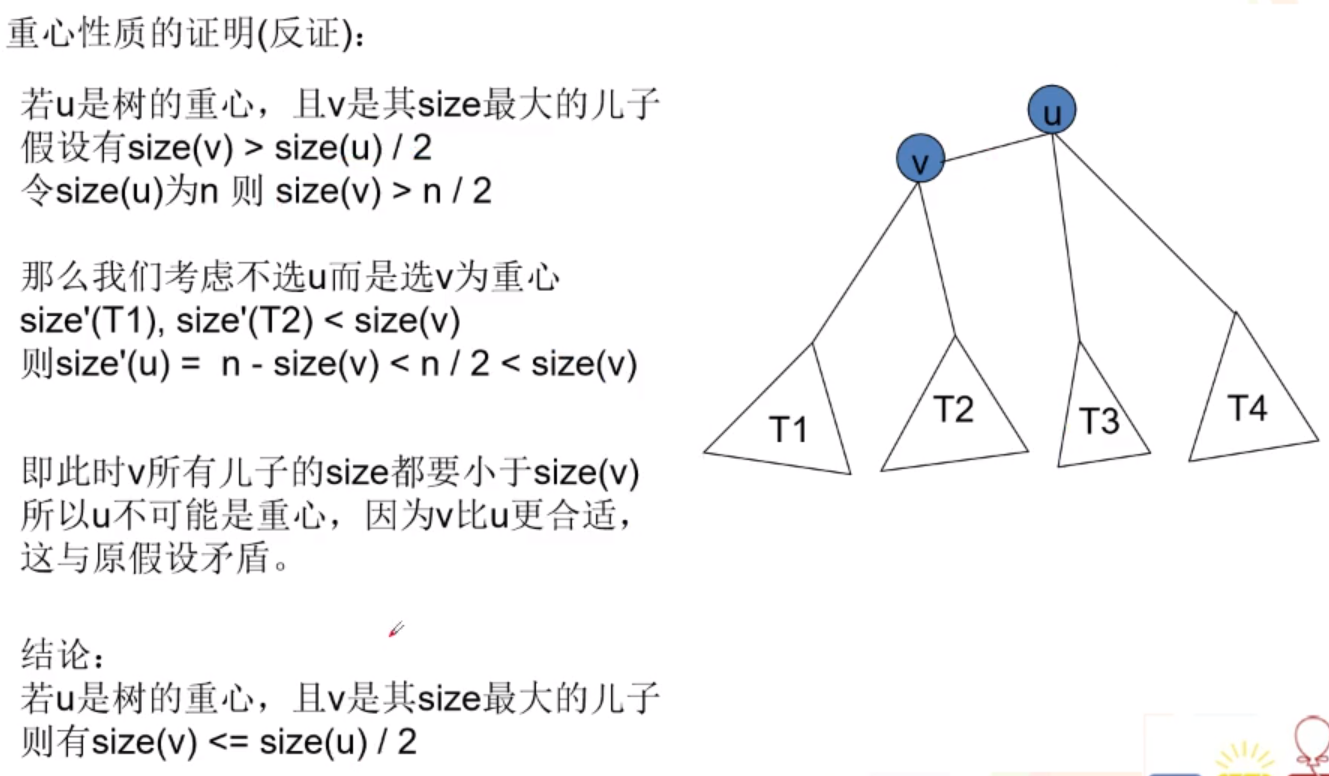 重心性质的证明(反证)：
若u是树的重心，且v是其size最大的儿子
假设有size(v) > size(u) / 2
令size(u)为n 则 size(v) > n / 2
那么我们考虑不选u而是选v为重心
size'(T1), size'(T2) < size(v)
则size'(u) =  n - size(v) < n / 2 < size(v)
即此时v所有儿子的size都要小于size(v)
所以u不可能是重心，因为v比u更合适，
这与原假设矛盾。
结论：
若u是树的重心，且v是其size最大的儿子
则有size(v) <= size(u) / 2
u
v
T1
T2
T3
T4